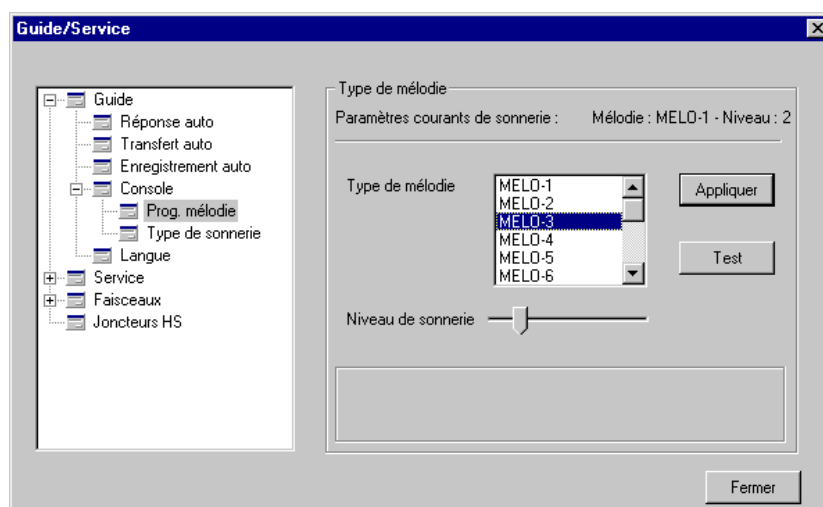 Guide/Service
Guide
Réponse auto
Transfert auto
Enregistrement auto
Console
Prog. mélodie
Type de sonnerie
Langue
Service
Faisceaux
Joncteurs HS
Type de mélodie
Paramètres courants de sonnerie : Mélodie : MELO-1 - Niveau : 2
Type de mélodie
MELO-1
MELO-2
MELO-3
MELO-4
MELO-5
MELO-6
Appliquer
Test
Niveau de sonnerie
Fermer